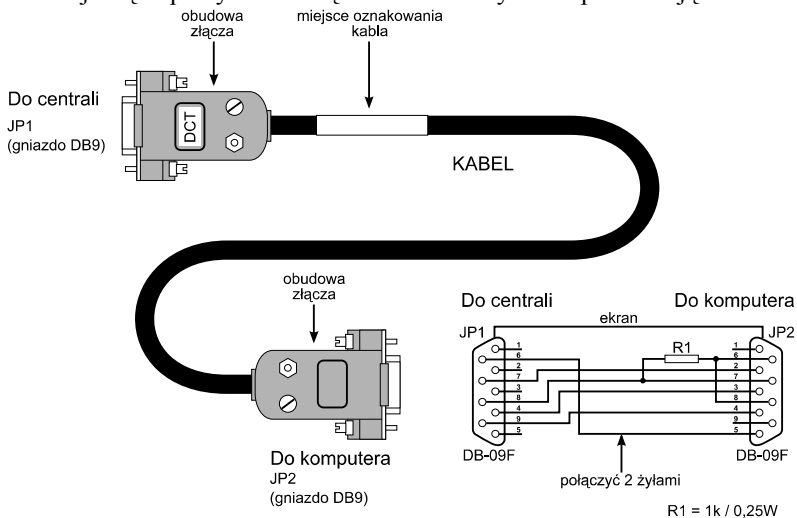 obudowa
złącza
miejsce oznakowania
kabla
Do centrali
JP1
(gniazdo DB9)
DCT
KABEL
obudowa
złącza
Do komputera
JP2
(gniazdo DB9)
Do centrali
Do komputera
ekran
JP1
JP2
R1
1
6
2
7
3
8
4
9
5
1
6
2
7
3
8
4
9
5
DB-09F
DB-09F
połączyć 2 żyłami
R1 = 1k / 0,25W